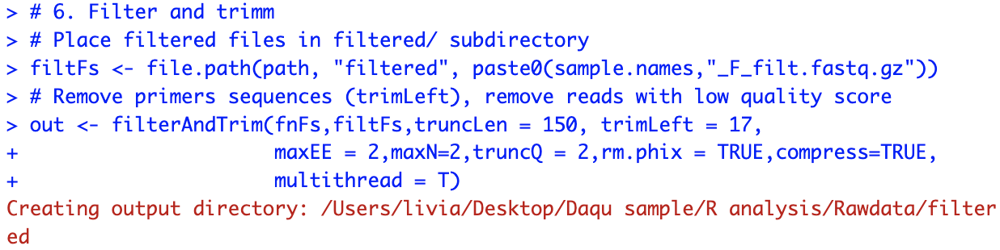 > # 6. Filter and trimm
> # Place filtered files in filtered/ subdirectory
> filtFs <- file.path(path, "filtered", paste0(sample.names,"_F_filt.fastq.gz"))
> # Remove primers sequences (trimLeft), remove reads with low quality score
> out <- filterAndTrim(fnFs,filtFs,truncLen = 150, trimLeft = 17,
+                      maxEE = 2,maxN=2,truncQ = 2,rm.phix = TRUE,compress=TRUE,
+                      multithread = T)
Creating output directory: /Users/livia/Desktop/Daqu sample/R analysis/Rawdata/filter
ed